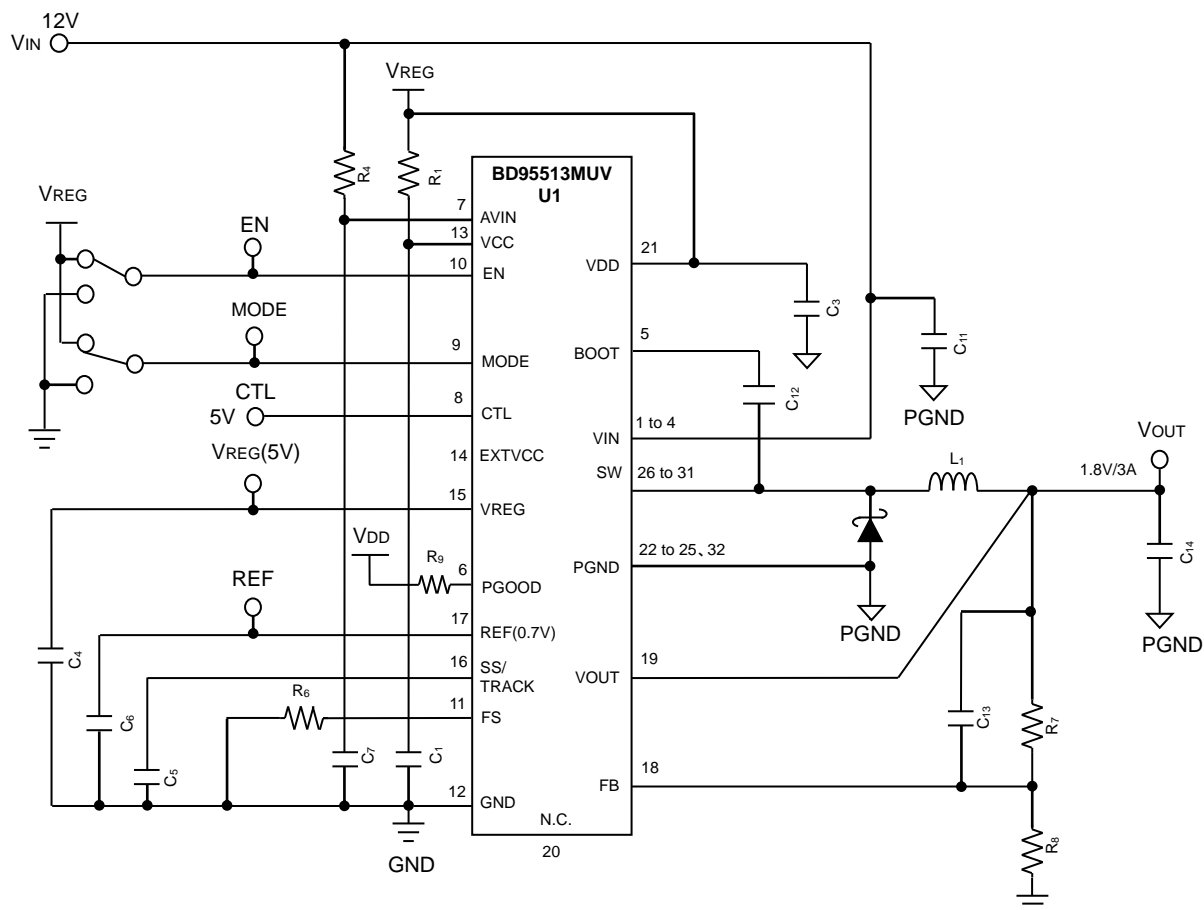 12V
VIN
VREG
R4
R1
BD95513MUV
U1
VREG
7
AVIN
13
VCC
EN
10
EN
21
VDD
C3
MODE
9
MODE
5
BOOT
C11
C12
CTL
5V
8
CTL
PGND
1 to 4
VIN
VREG(5V)
14
EXTVCC
VOUT
SW
26 to 31
L1
1.8V/3A
15
VREG
VDD
R9
22 to 25、32
PGND
C14
6
PGOOD
REF
PGND
PGND
17
REF(0.7V)
C4
16
SS/
TRACK
19
VOUT
R6
11
FS
C6
C13
R7
C5
C7
C1
18
FB
12
GND
N.C.
R8
20
GND